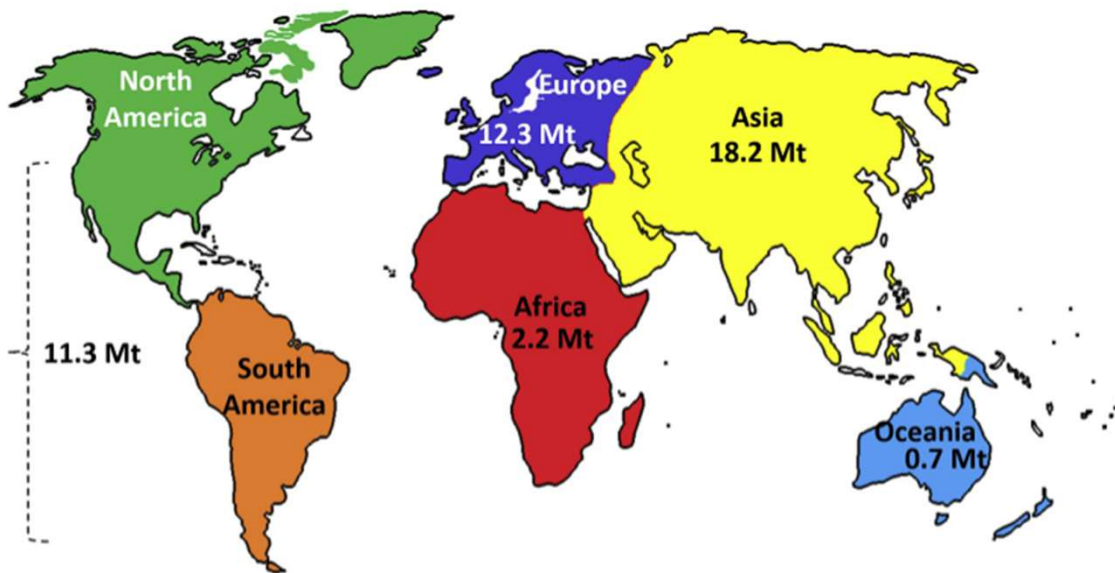 North
America
Europe
12.3 Mt
Asia
18.2 Mt
Africa
2.2 Mt
11.3 Mt
South
America
Oceania
0.7 Mt